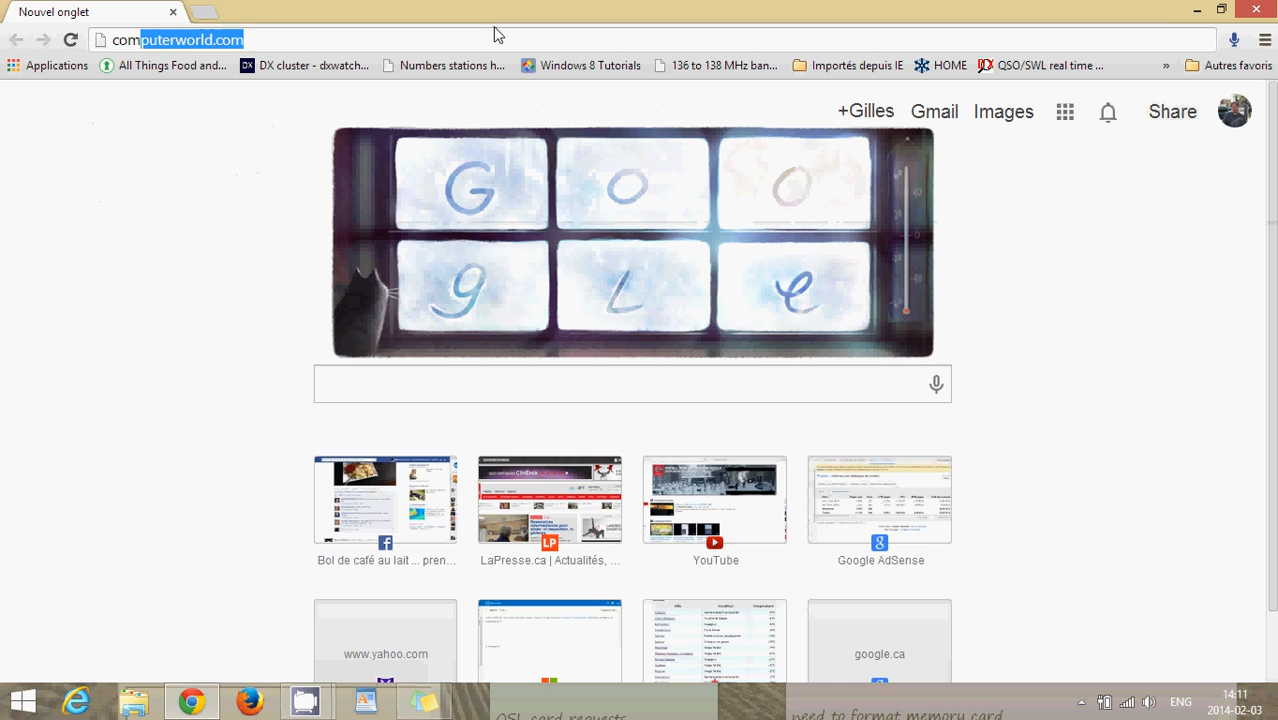 Nouvel onglet
computerworld.com
Applications All Things Food and... DX cluster - dxwatch... Numbers stations h... Windows 8 Tutorials 136 to 138 MHz ban... Importés depuis IE HOME QSO/SWL real time ... » Autres favoris
+Gilles Gmail Images Share
G o o
g L e
Bol de café au lait ... pren... LaPresse.ca | Actualités, ... YouTube Google AdSense
www.yahoo.com google.ca
QSL card requests need to format memory card
ENG 14:11
2014-02-03